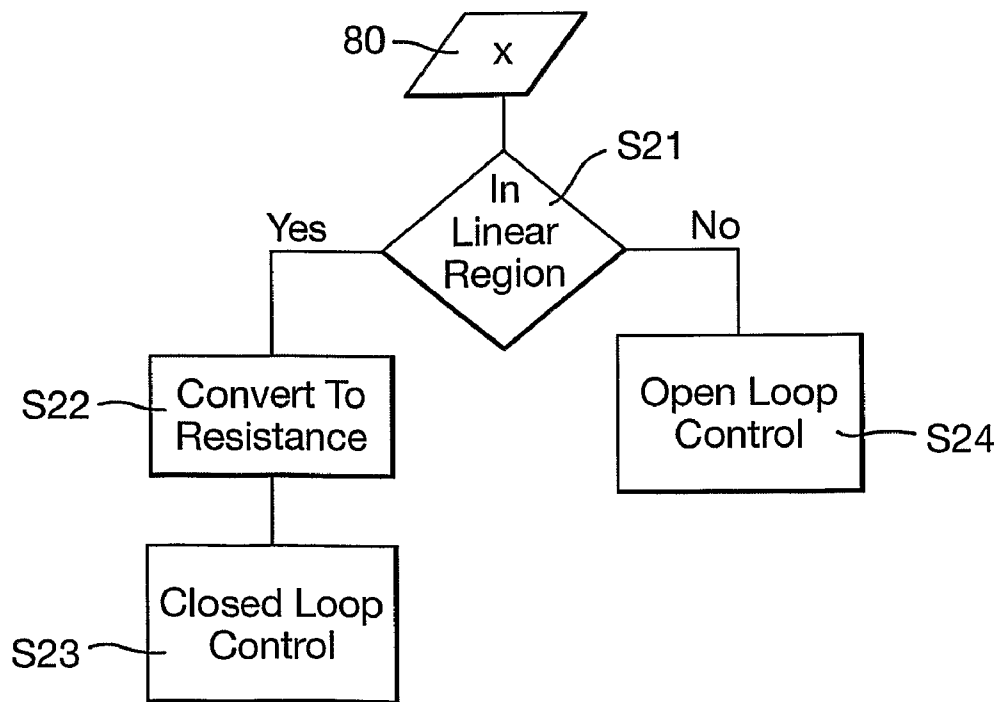 80
x
S21
In
Linear
Region
Yes
No
S22
Convert To
Resistance
Open Loop
Control
S24
Closed Loop
Control
S23